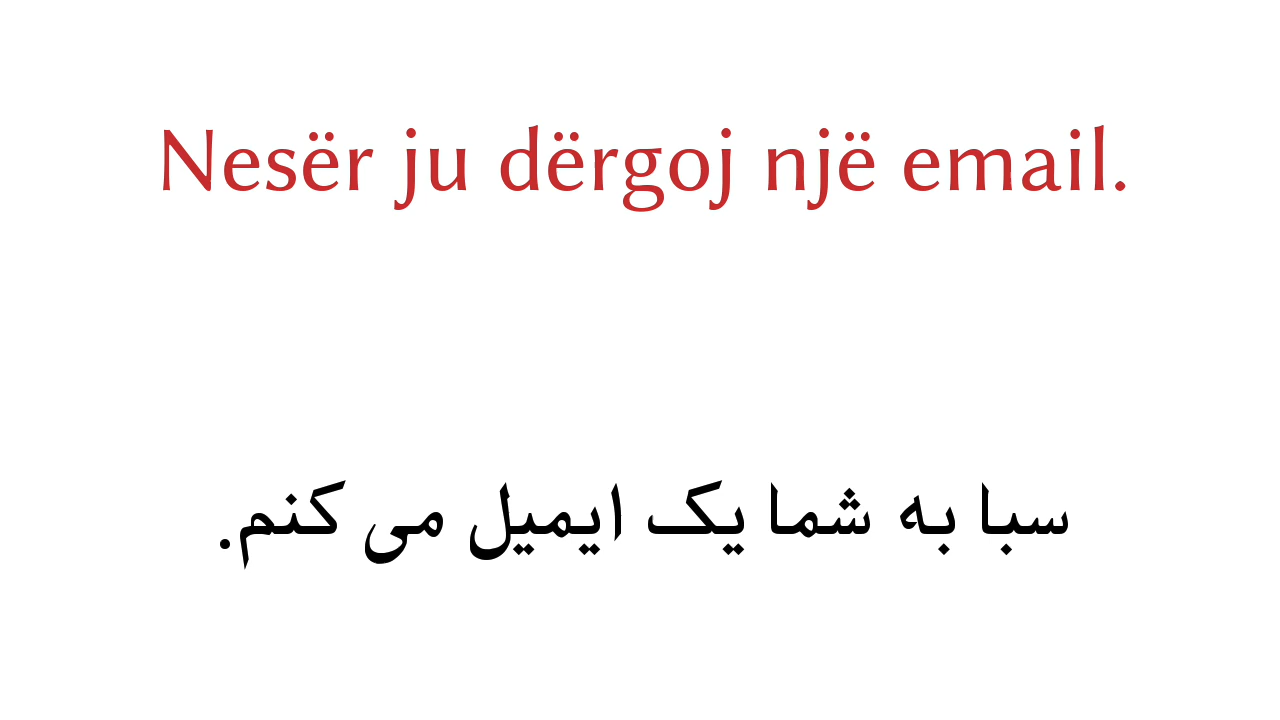 Nesër ju dërgoj një email.
سبا به شما یک ایمیل می کنم.